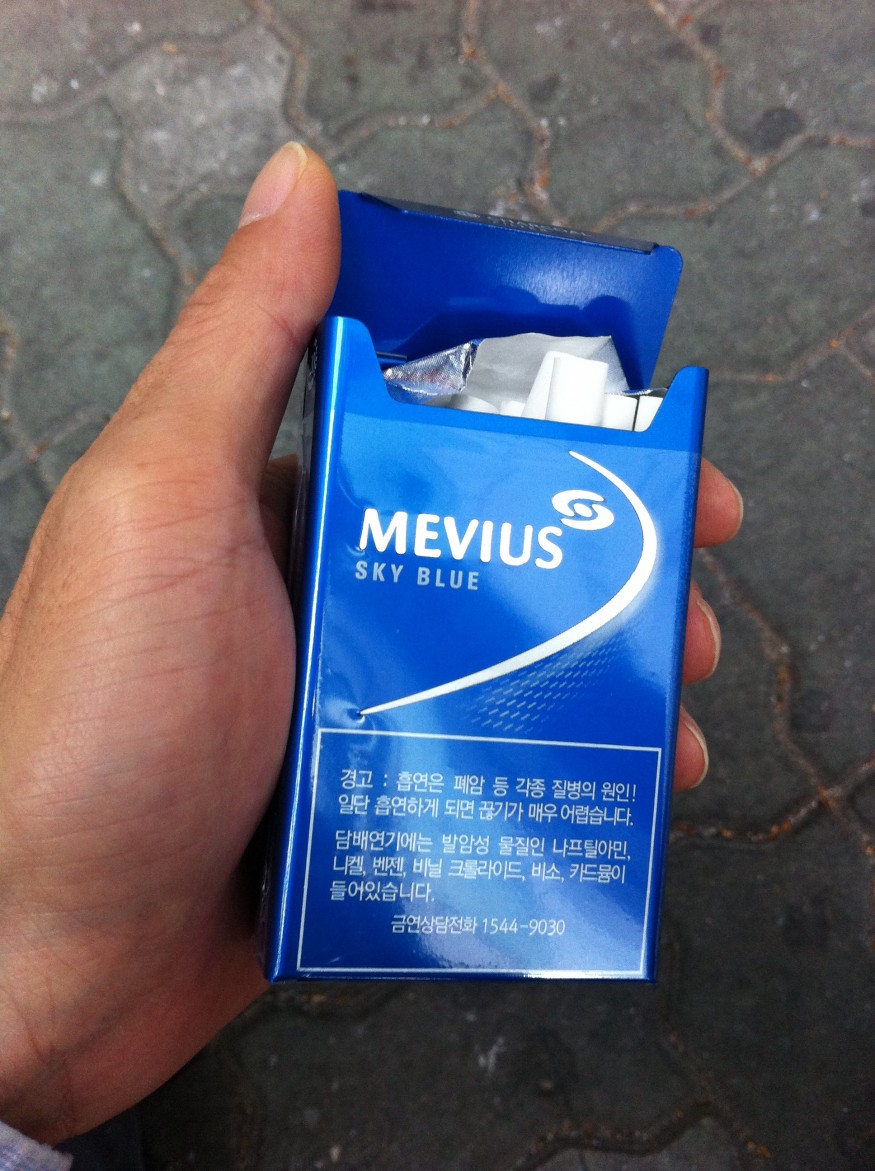 MEVIUS
SKY BLUE
경고 : 흡연은 폐암 등 각종 질병의 원인!
일단 흡연하게 되면 끊기가 매우 어렵습니다.
담배연기에는 발암성 물질인 나프틸아민,
니켈, 벤젠, 비닐 크롤라이드, 비소, 카드뮴이
들어있습니다.
금연상담전화 1544-9030